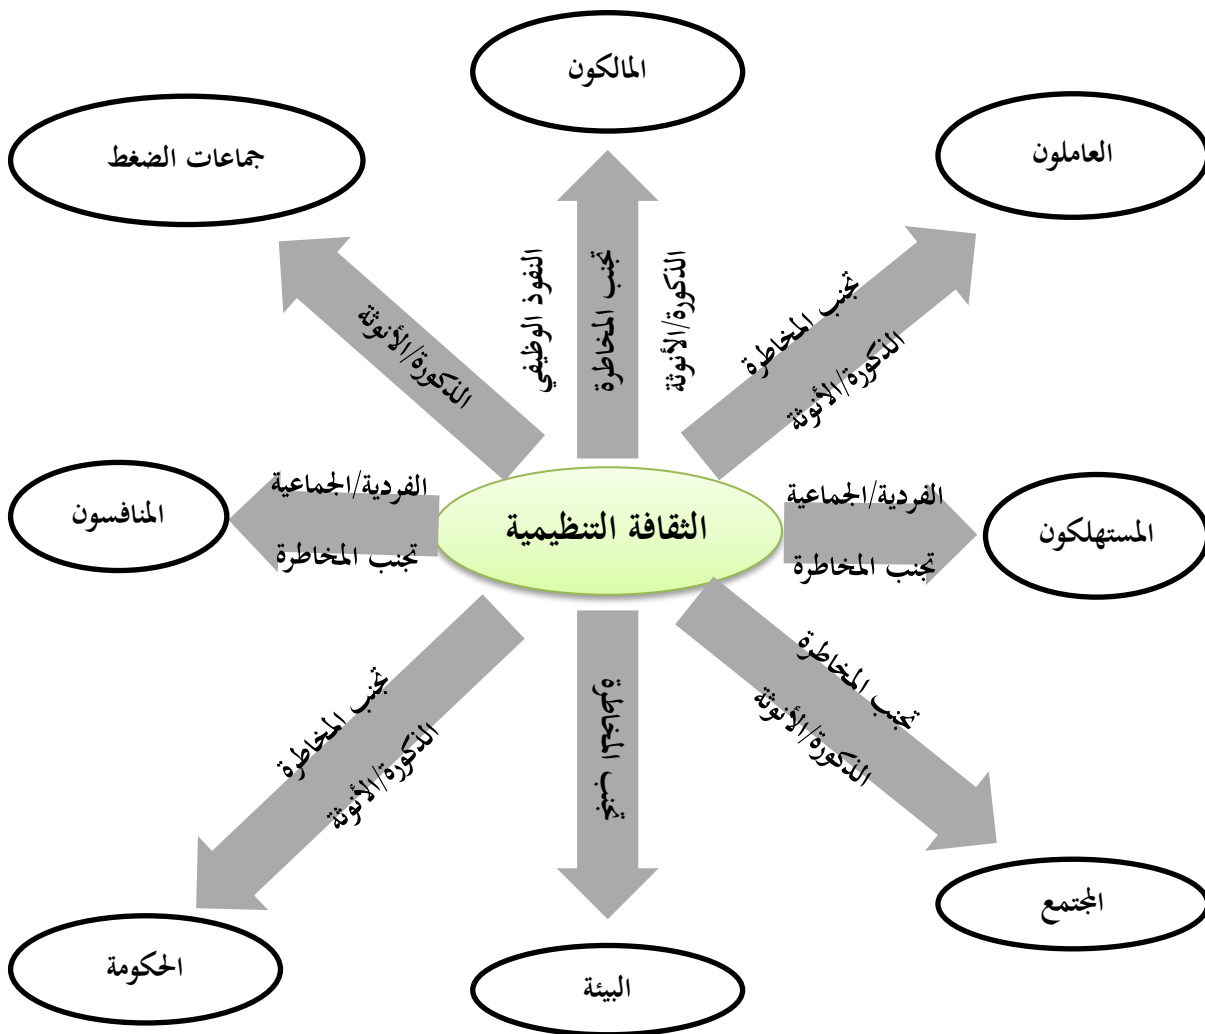 المالكون
العاملون
جماعات الضغط
النفوذ الوظيفي
تجنب المخاطرة
الذكورة/الأنوثة
تجنب المخاطرة
الذكورة/الأنوثة
الذكورة/الأنوثة
المستهلكون
الفردية/الجماعية
تجنب المخاطرة
الثقافة التنظيمية
الفردية/الجماعية
تجنب المخاطرة
المنافسون
تجنب المخاطرة
الذكورة/الأنوثة
تجنب المخاطرة
تجنب المخاطرة
الذكورة/الأنوثة
المجتمع
البيئة
الحكومة